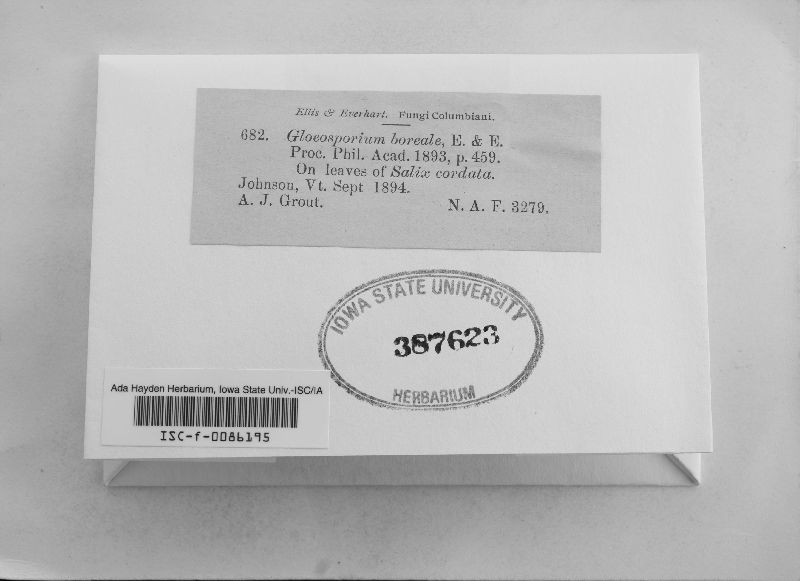 Ellis & Everhart. Fungi Columbiani.
682. Gloeosporium boreale, E. & E.
Proc. Phil. Acad. 1893, p. 459.
On leaves of Salix cordata.
Johnson, Vt. Sept 1894.
A. J. Grout. N. A. F. 3279.
IOWA STATE UNIVERSITY
387623
HERBARIUM
Ada Hayden Herbarium, Iowa State Univ.-ISC/IA
ISC-f-0086195